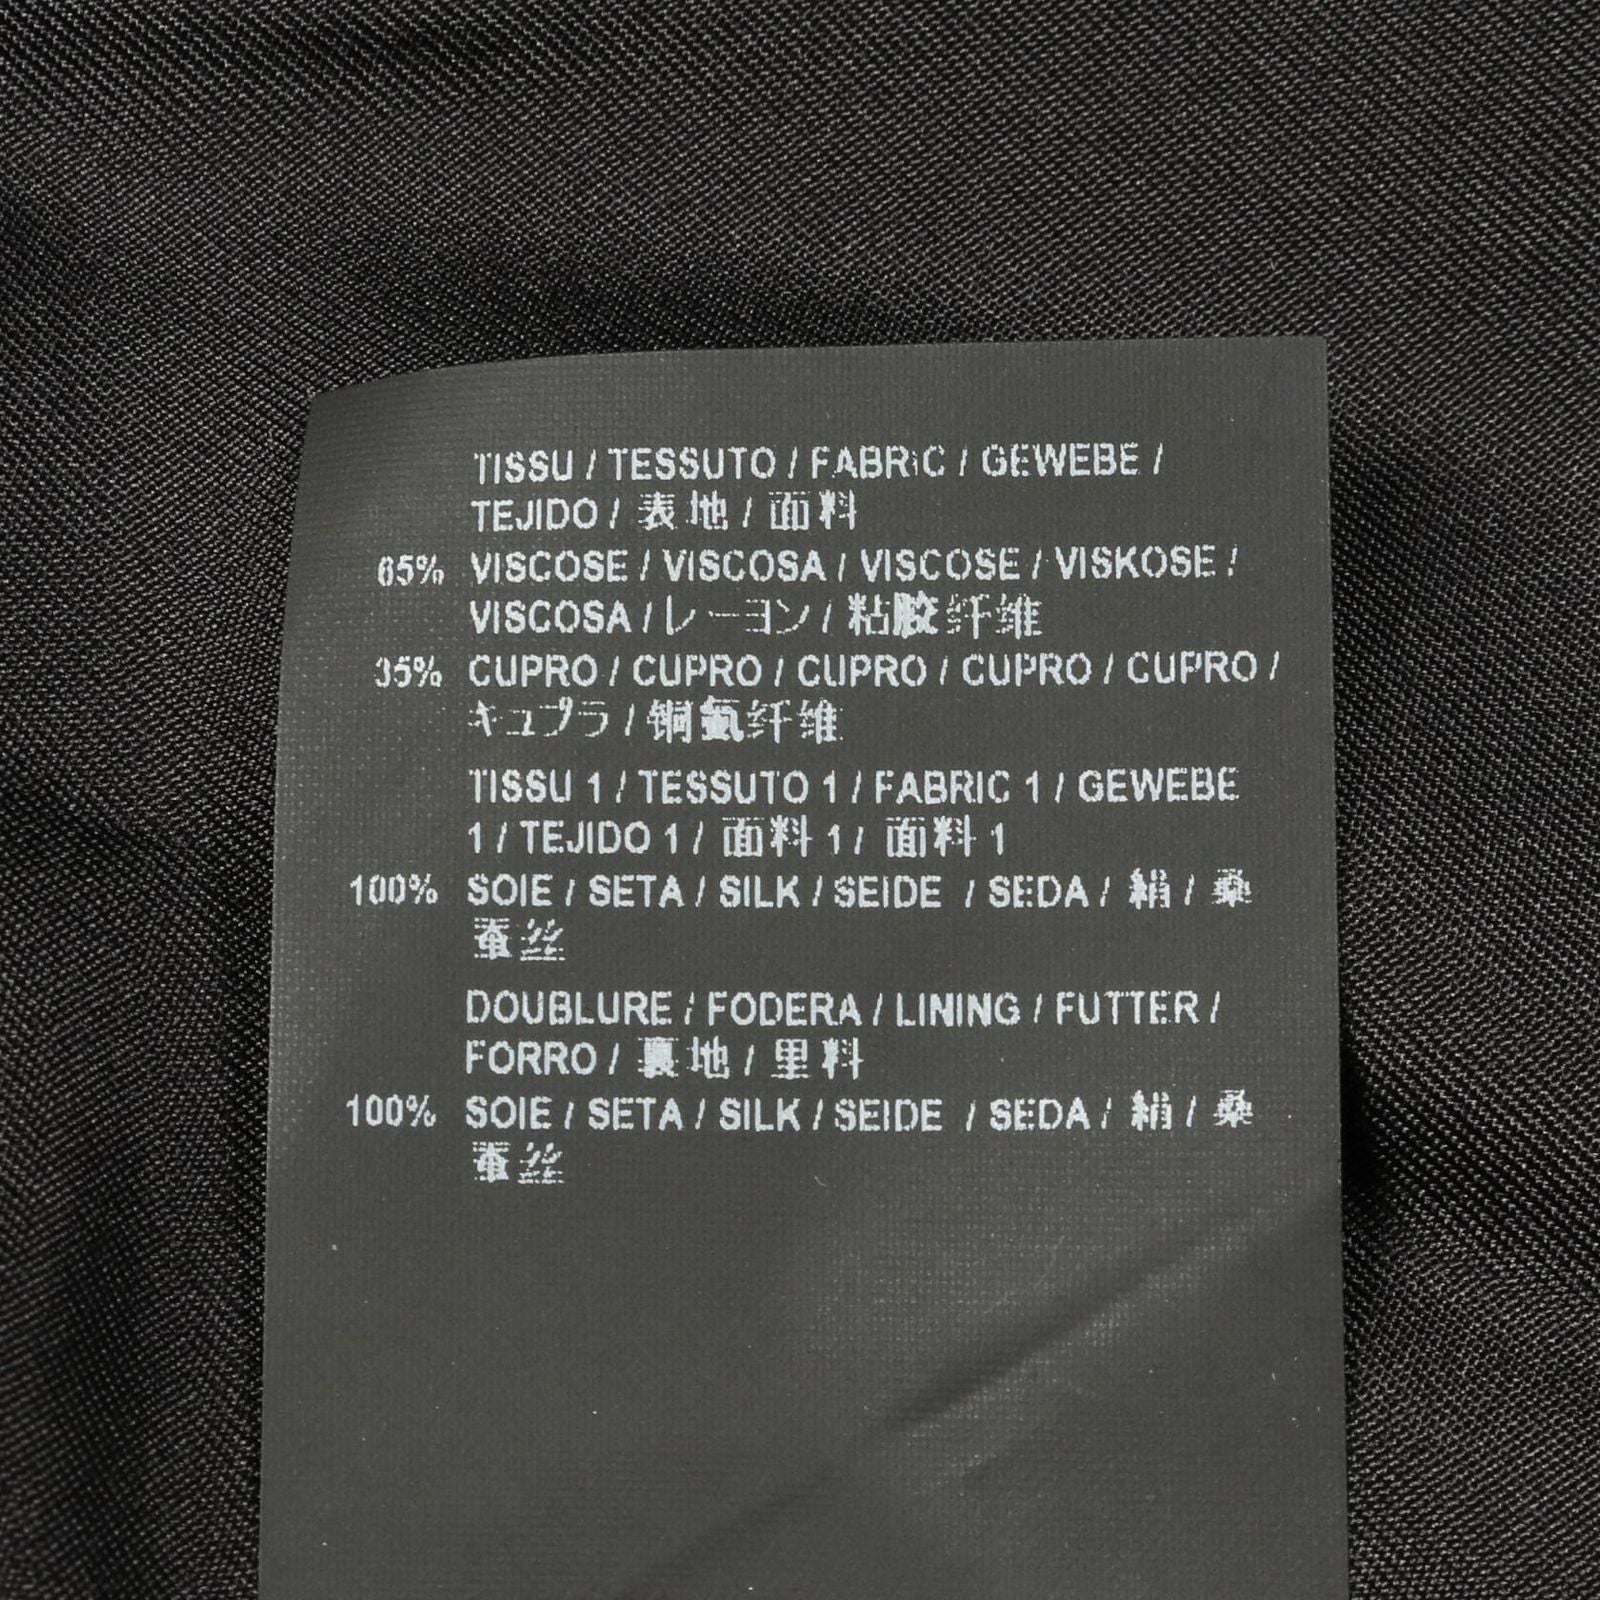 TISSU / TESSUTO / FABRIC / GEWEBE /
TEJIDO / 表地 / 面料
65% VISCOSE / VISCOSA / VISCOSE / VISKOSE /
VISCOSA / レーヨン / 粘胶纤维
35% CUPRO / CUPRO / CUPRO / CUPRO / CUPRO /
キュプラ / 铜氨纤维
TISSU 1 / TESSUTO 1 / FABRIC 1 / GEWEBE
1 / TEJIDO 1 / 面料 1 / 面料 1
100% SOIE / SETA / SILK / SEIDE / SEDA / 絹 / 桑
蚕丝
DOUBLURE / FODERA / LINING / FUTTER /
FORRO / 裏地 / 里料
100% SOIE / SETA / SILK / SEIDE / SEDA / 絹 / 桑
蚕丝